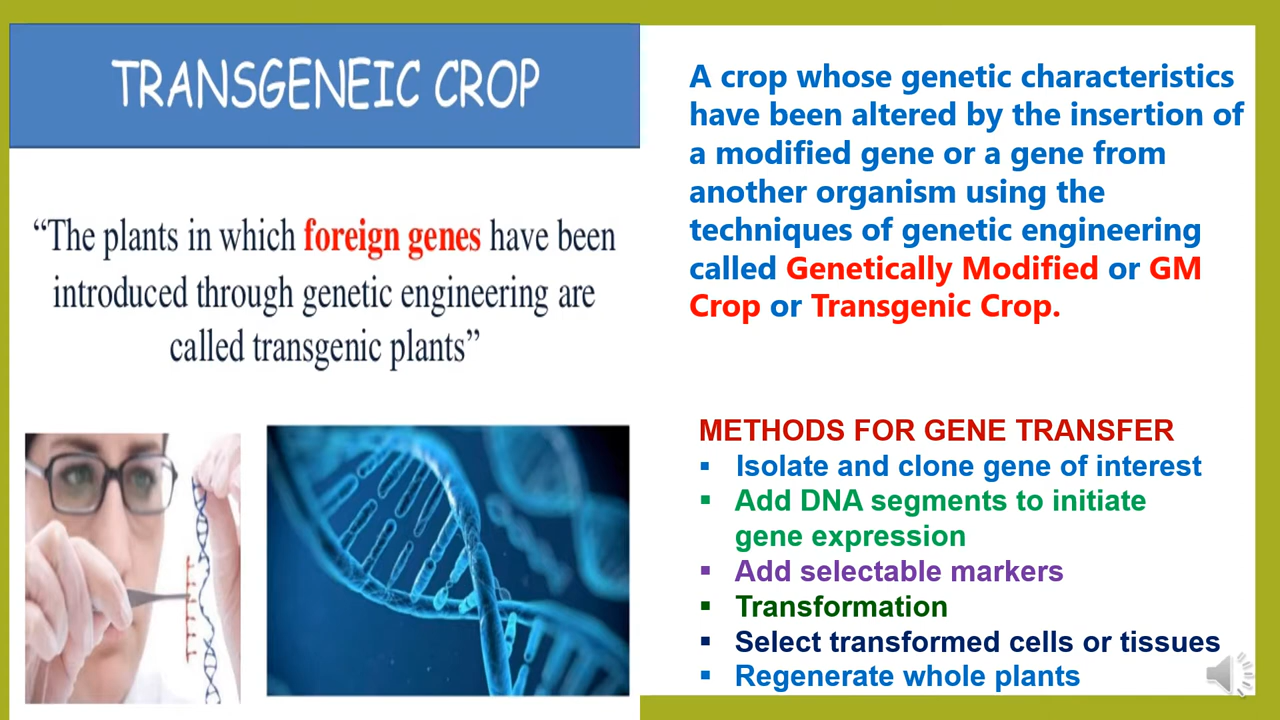 TRANSGENEIC CROP
“The plants in which foreign genes have been
introduced through genetic engineering are
called transgenic plants”
A crop whose genetic characteristics
have been altered by the insertion of
a modified gene or a gene from
another organism using the
techniques of genetic engineering
called Genetically Modified or GM
Crop or Transgenic Crop.
METHODS FOR GENE TRANSFER
▪ Isolate and clone gene of interest
▪ Add DNA segments to initiate
gene expression
▪ Add selectable markers
▪ Transformation
▪ Select transformed cells or tissues
▪ Regenerate whole plants